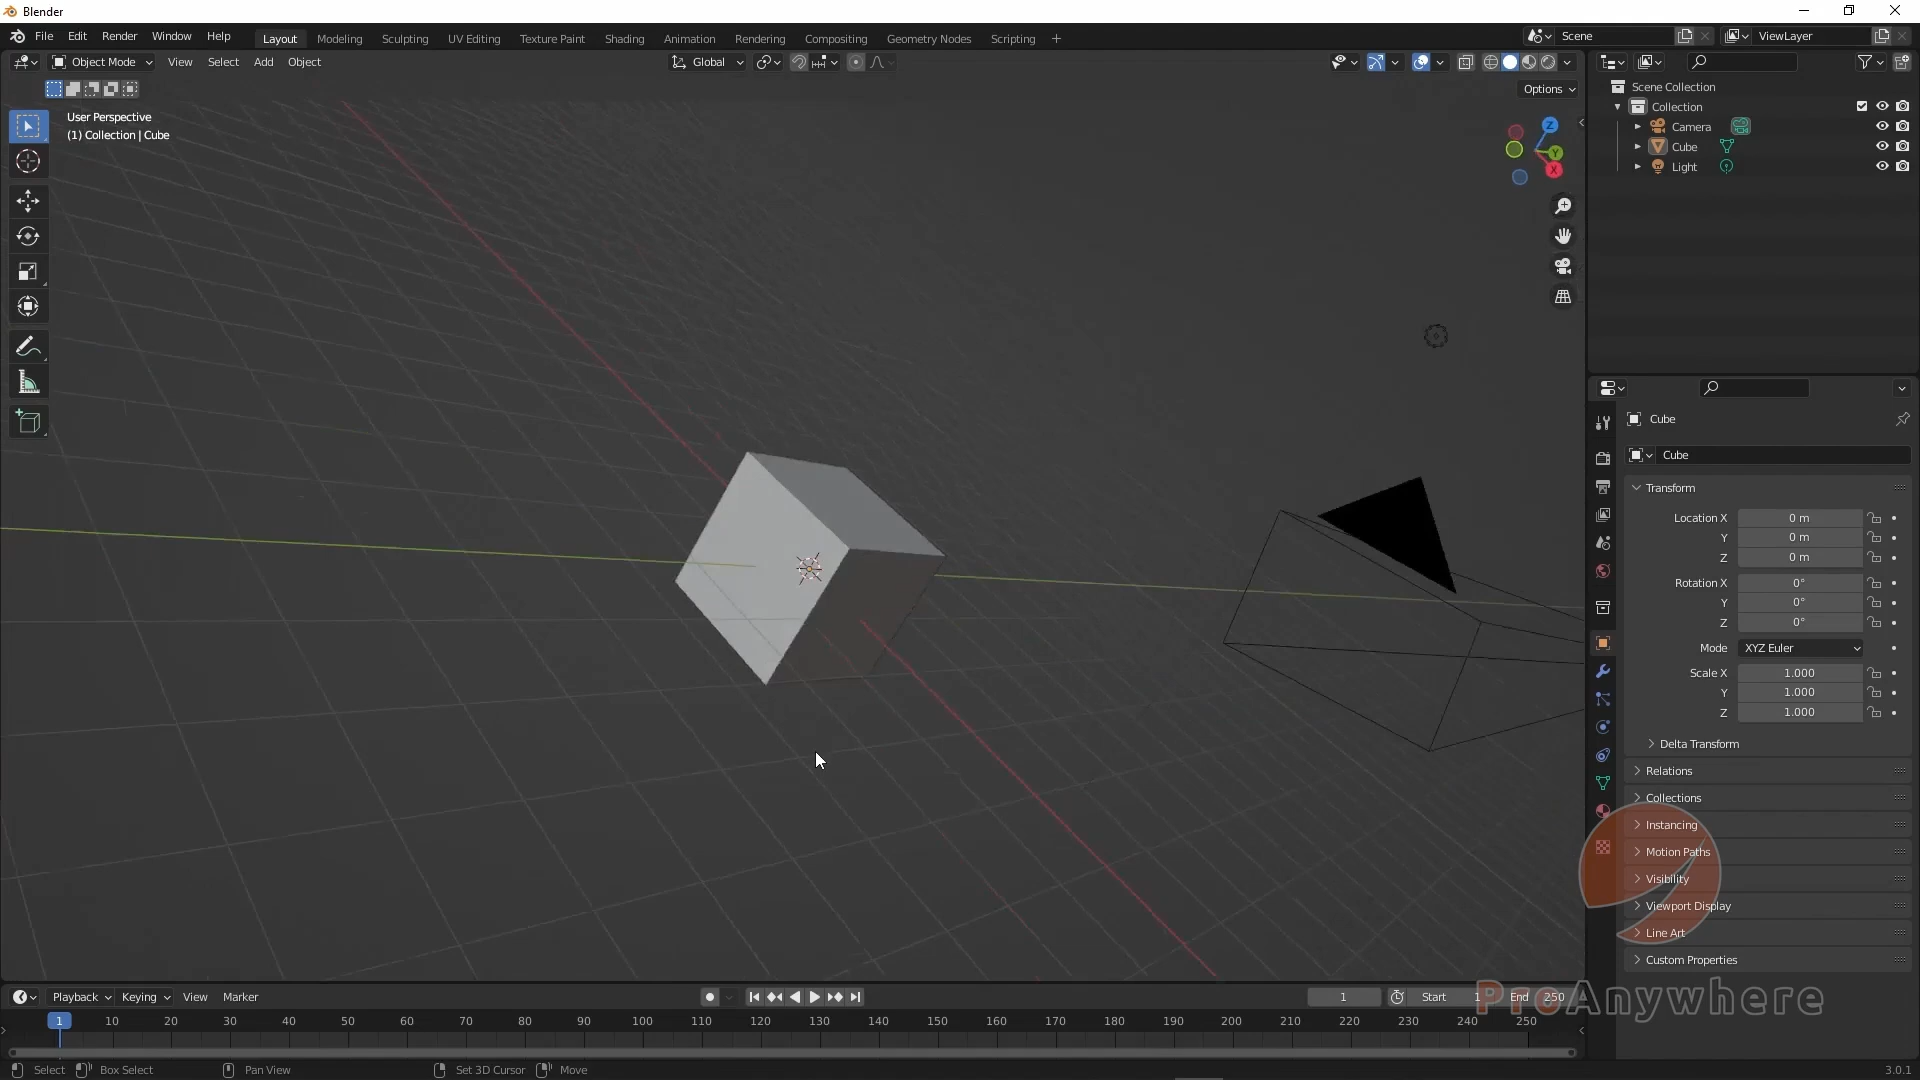 Blender
File Edit Render Window Help Layout Modeling Sculpting UV Editing Texture Paint Shading Animation Rendering Compositing Geometry Nodes Scripting + Scene ViewLayer
Object Mode View Select Add Object Global
Options
User Perspective
(1) Collection | Cube
Z
Y
X
Scene Collection
Collection
Camera
Cube
Light
Cube
Cube
Transform
Location X 0 m
Y 0 m
Z 0 m
Rotation X 0°
Y 0°
Z 0°
Mode XYZ Euler
Scale X 1.000
Y 1.000
Z 1.000
Delta Transform
Relations
Collections
Instancing
Motion Paths
Visibility
Viewport Display
Line Art
Custom Properties
Playback Keying View Marker 1 Start 1 End 250
ProAnywhere
1 10 20 30 40 50 60 70 80 90 100 110 120 130 140 150 160 170 180 190 200 210 220 230 240 250
Select Box Select Pan View Set 3D Cursor Move 3.0.1